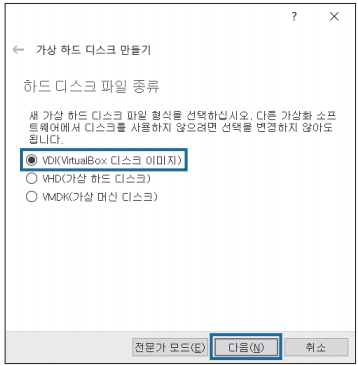 ?
가상 하드 디스크 만들기
하드 디스크 파일 종류
새 가상 하드 디스크 파일 형식을 선택하십시오. 다른 가상화 소프
트웨어에서 디스크를 사용하지 않으려면 선택을 변경하지 않아도
됩니다.
VDI(VirtualBox 디스크 이미지)
VHD(가상 하드 디스크)
VMDK(가상 머신 디스크)
전문가 모드(E) 다음(N) 취소